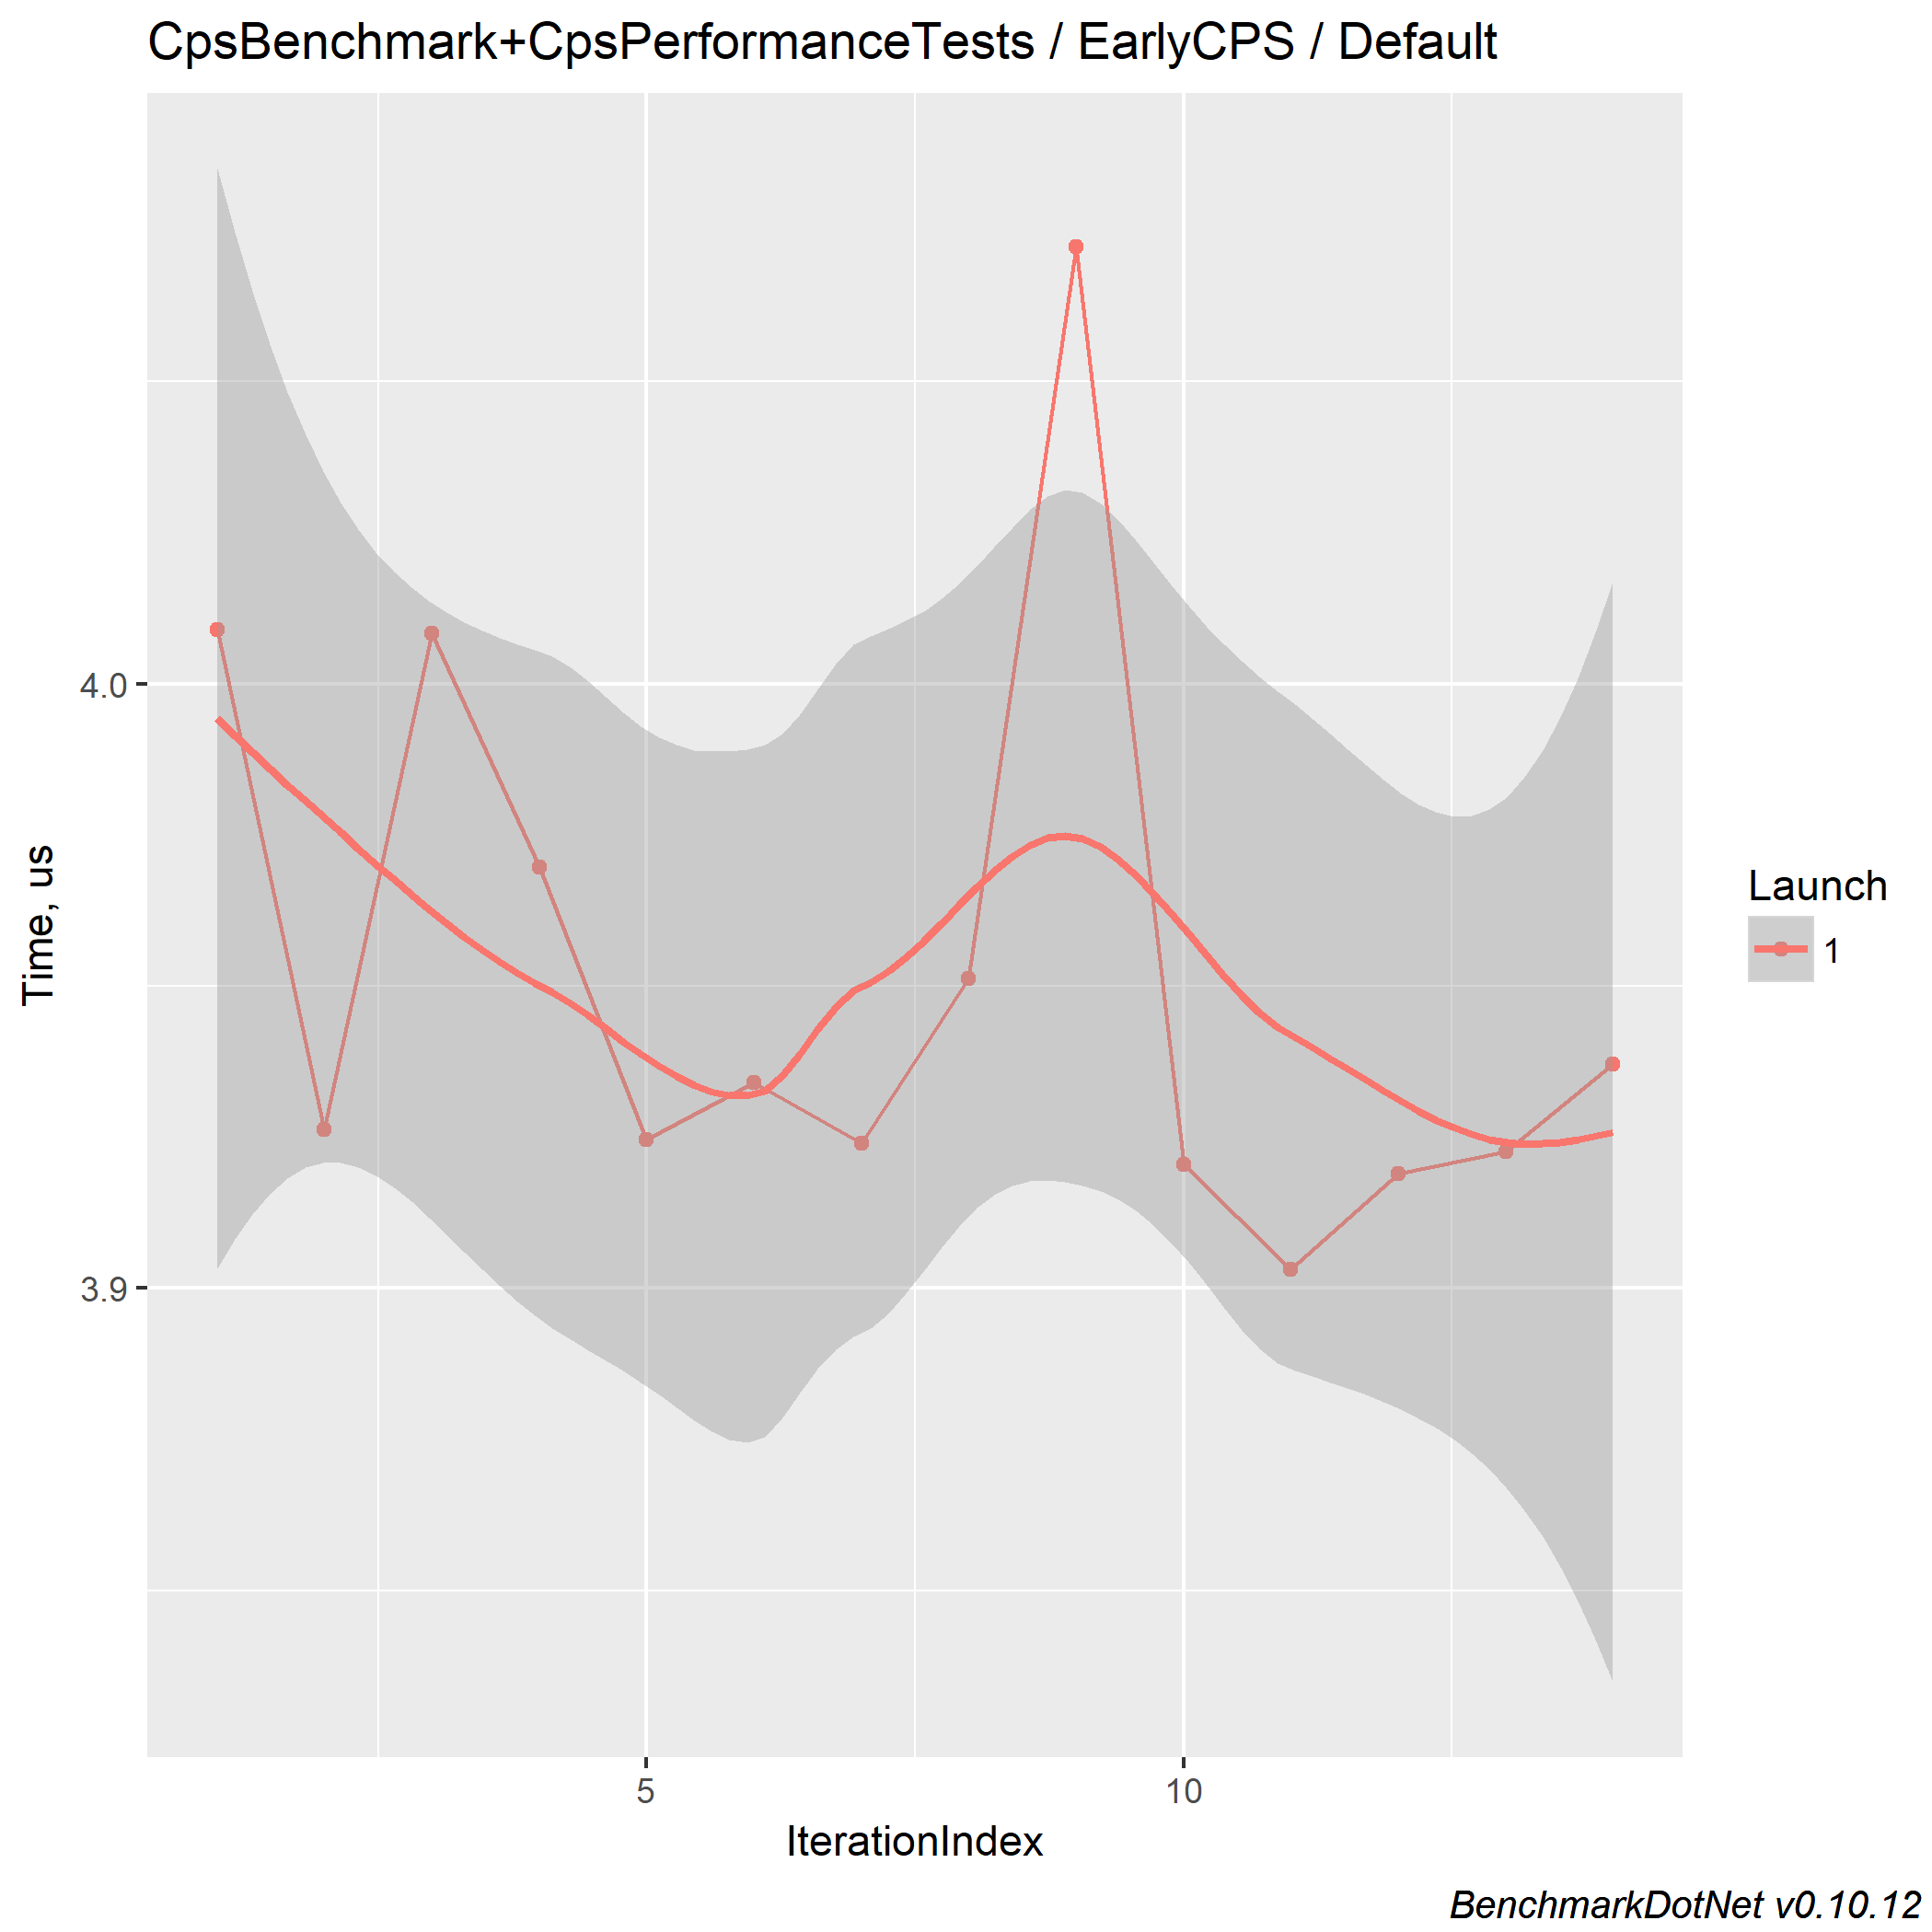 CpsBenchmark+CpsPerformanceTests / EarlyCPS / Default
Time, us
4.0
3.9
5
10
IterationIndex
Launch
1
BenchmarkDotNet v0.10.12